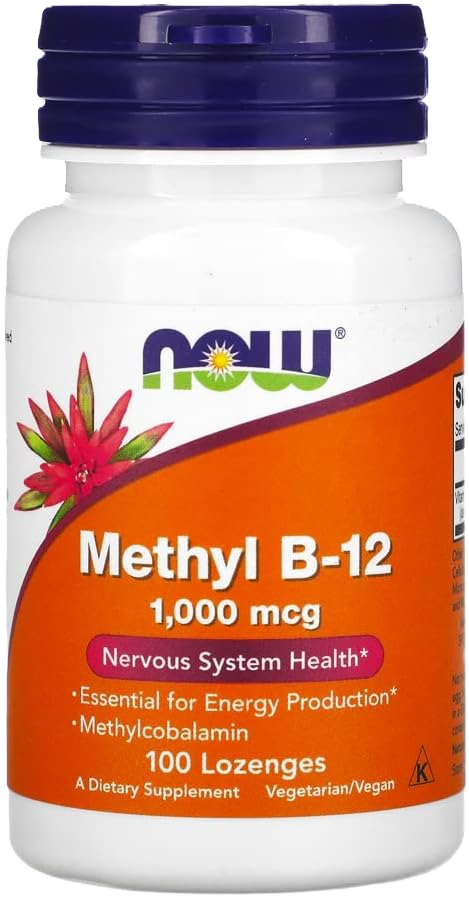 NOW®
Methyl B-12
1,000 mcg
Nervous System Health*
•Essential for Energy Production*
•Methylcobalamin
100 Lozenges
A Dietary Supplement Vegetarian/Vegan
K